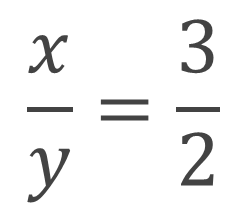 x/y = 3/2